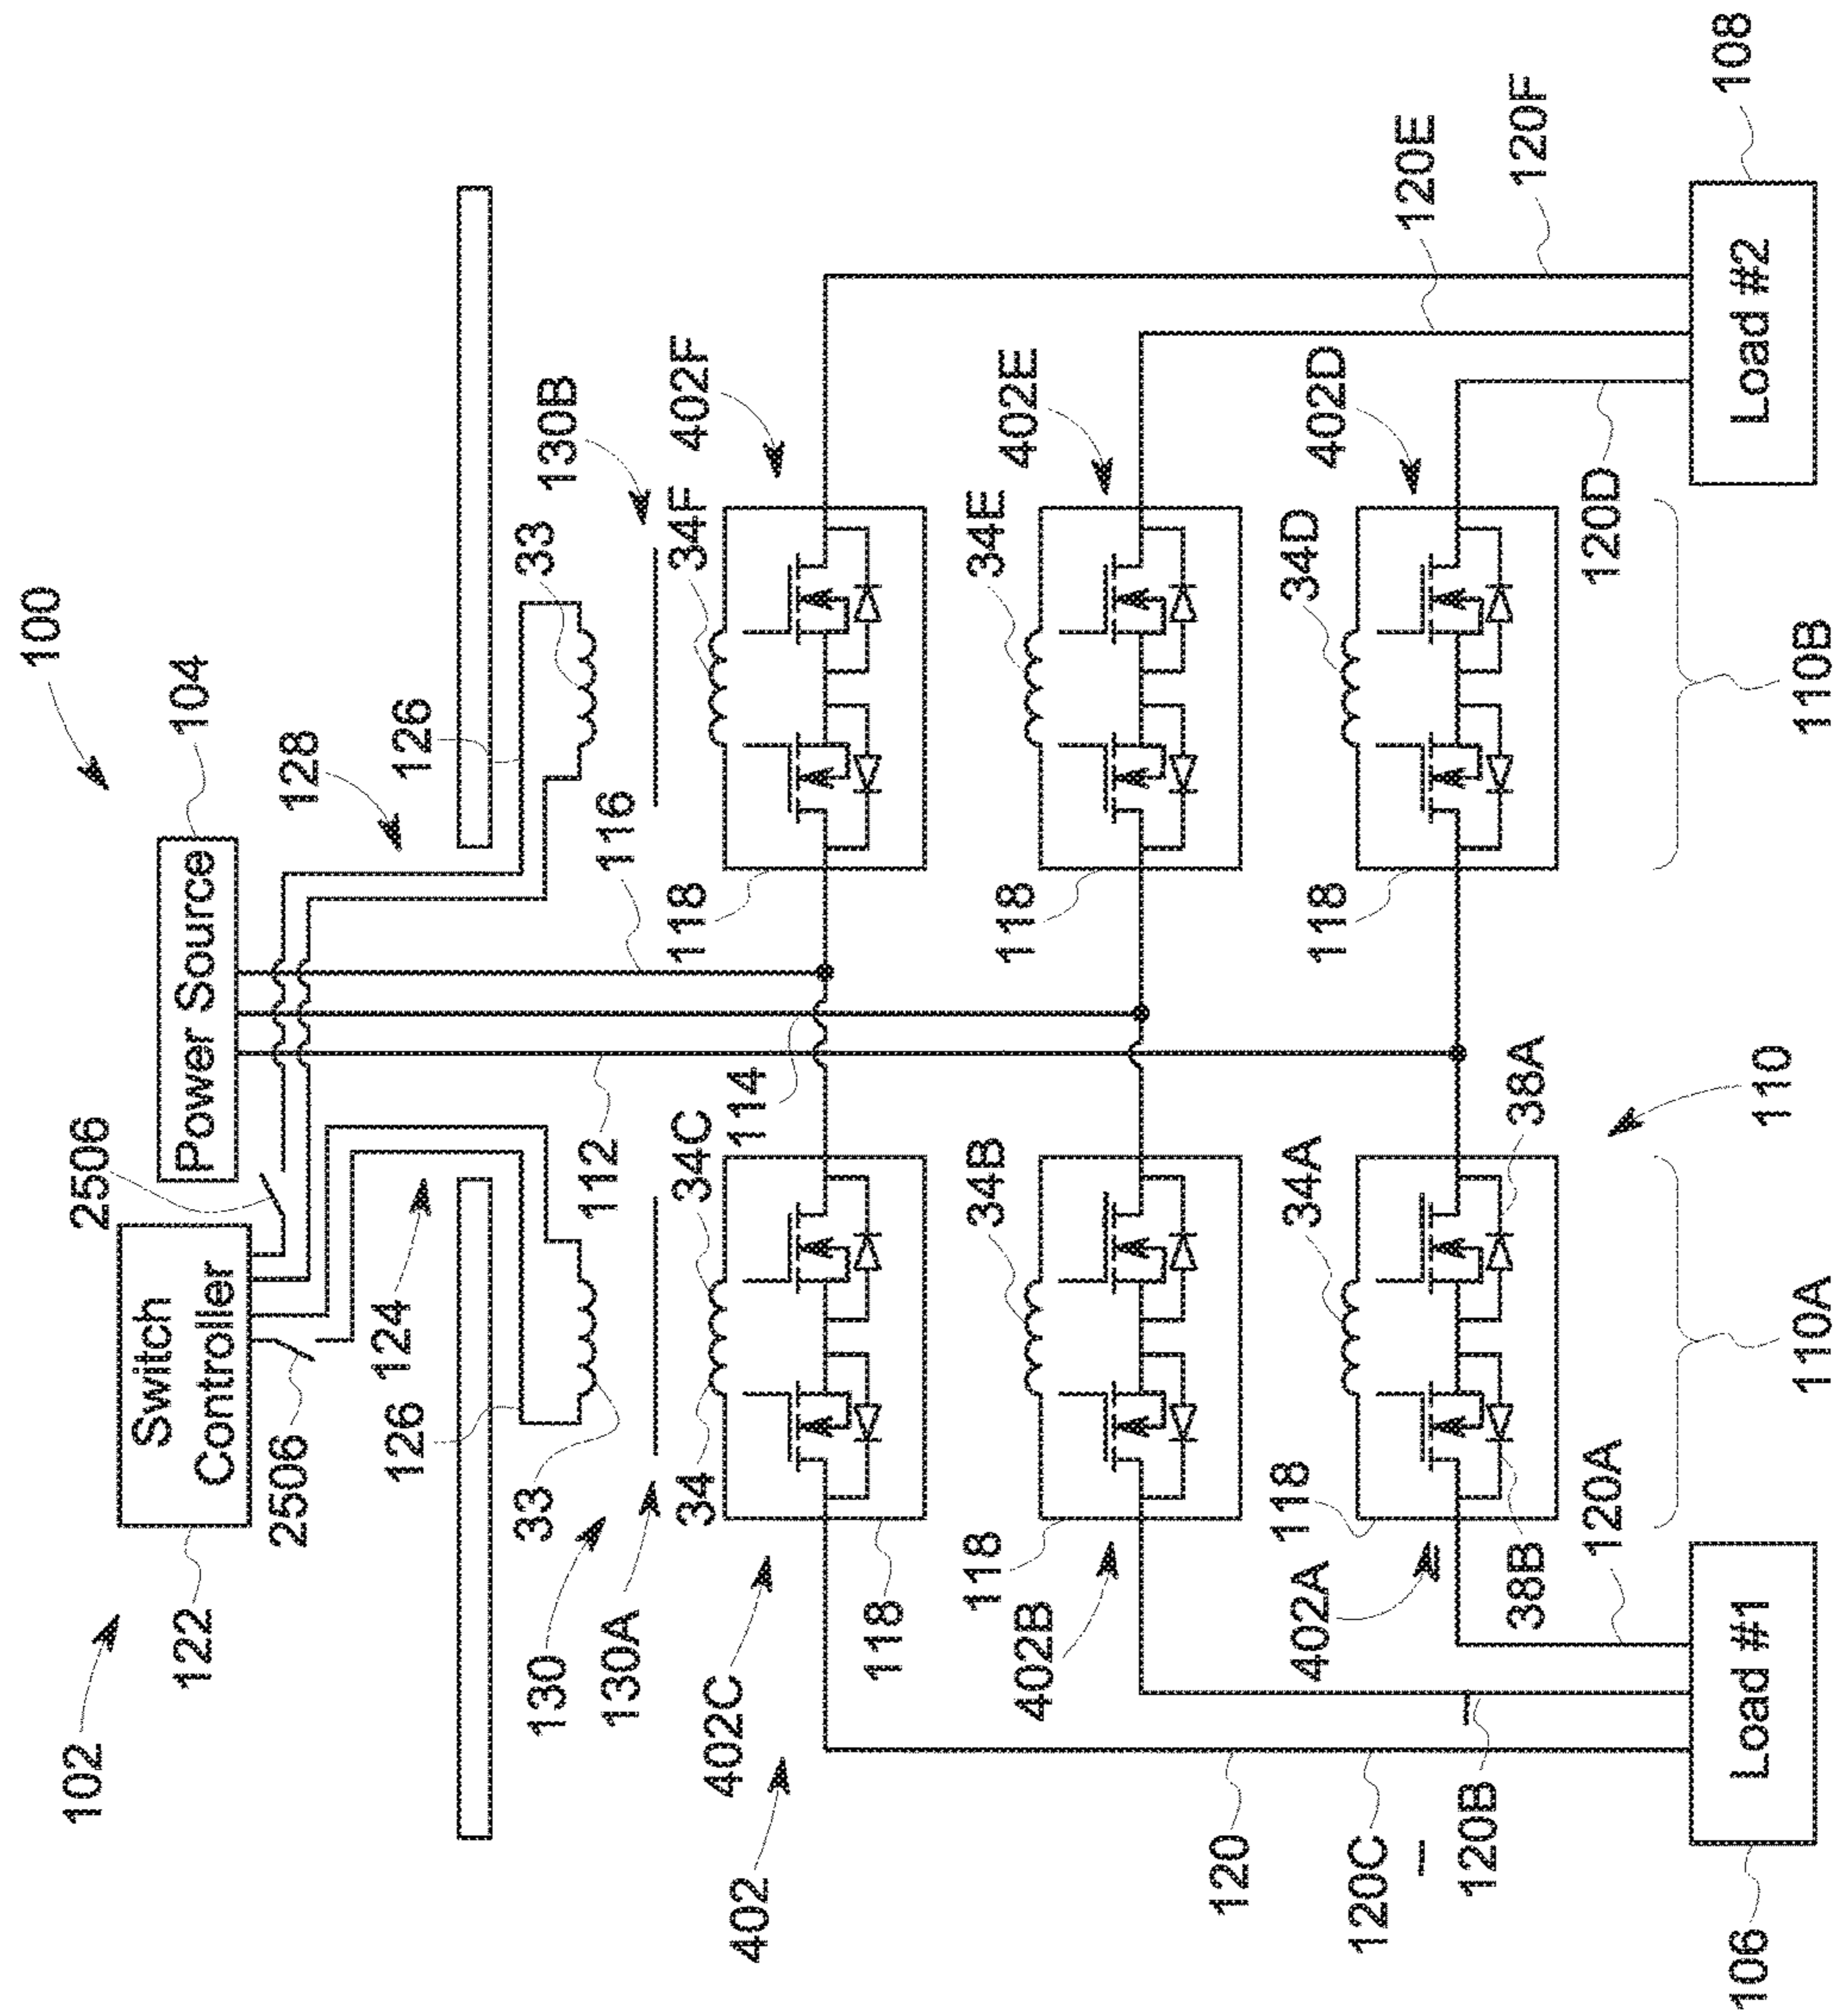 100
102
104
Power Source
Switch
Controller
122
2506
2506
128
124
126
126
33
33
130
130A
130B
112
114
116
34
34C
34F
402
402C
402F
118
118
34B
34E
402B
402E
118
118
34A
34D
402A
402D
118
118
38A
38B
110
110A
110B
120
120A
120B
120C
120D
120E
120F
106
Load #1
Load #2
108